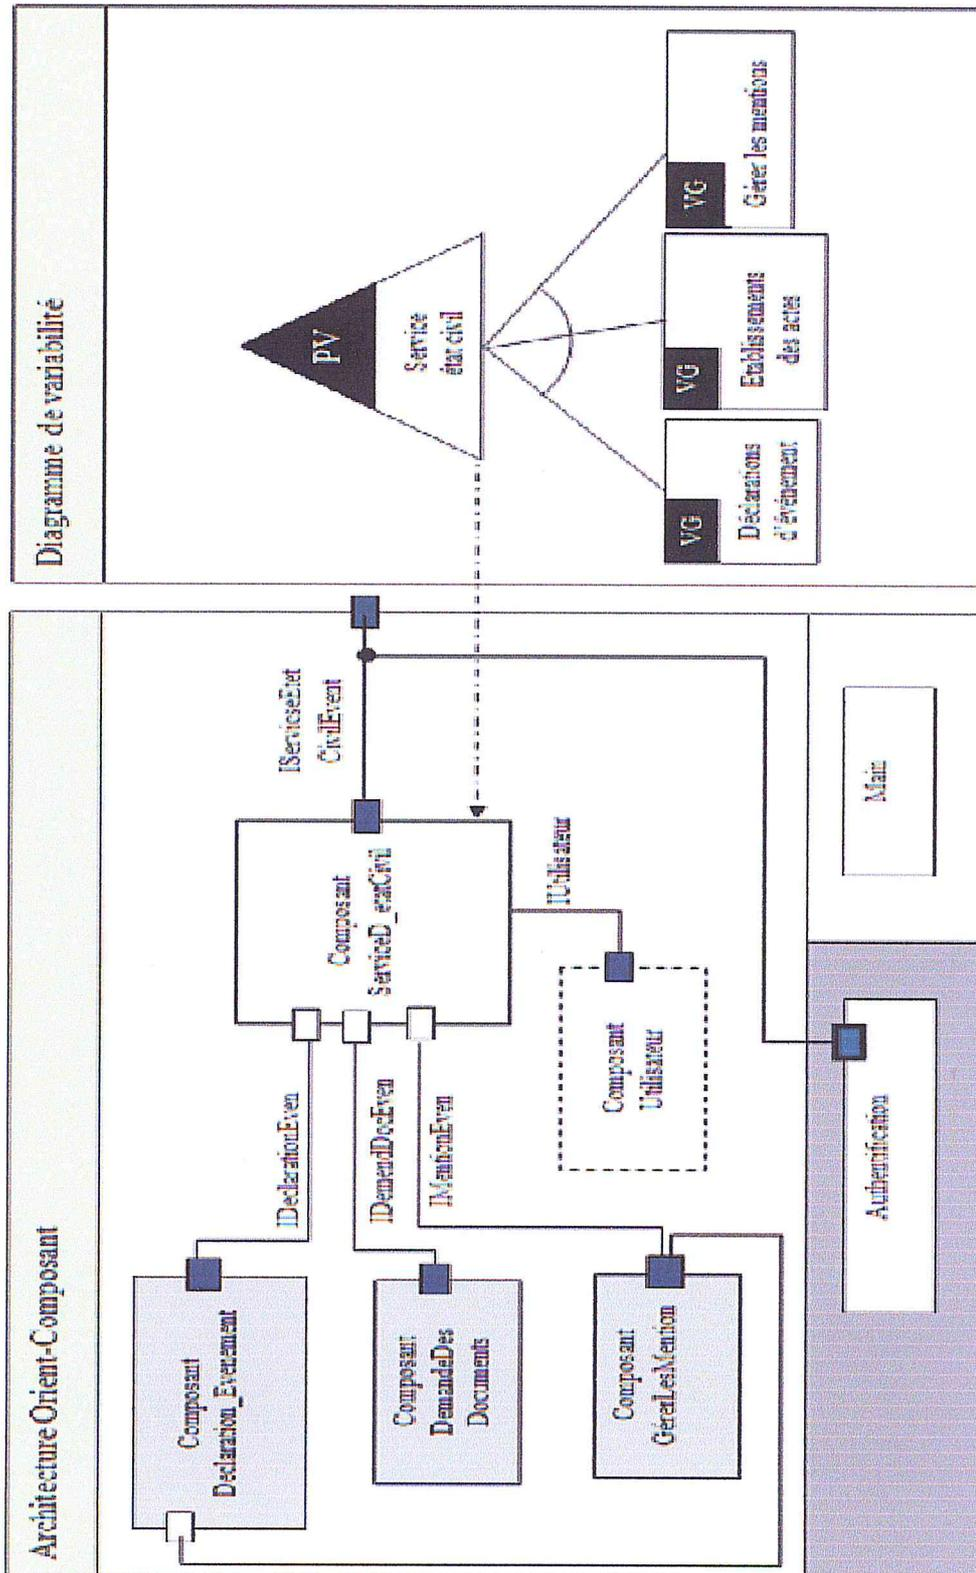 Architecture Orient-Composant
Composant
Declaration_Evenement
Composant
DemandeDes
Documents
Composant
GérerLesMention
IDeclarationEven
IDemendDocEven
IMentionEven
Composant
ServiceD_etatCivil
IServiceEtet
CivilEvent
IUtilisateur
Composant
Utilisateur
Authentification
Main
Diagramme de variabilité
PV
Service
état civil
VG
Déclarations
d'événement
VG
Etablissements
des actes
VG
Gérer les mentions